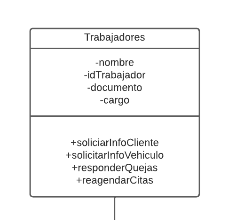 Trabajadores
-nombre
-idTrabajador
-documento
-cargo
+soliciarInfoCliente
+solicitarInfoVehiculo
+responderQuejas
+reagendarCitas